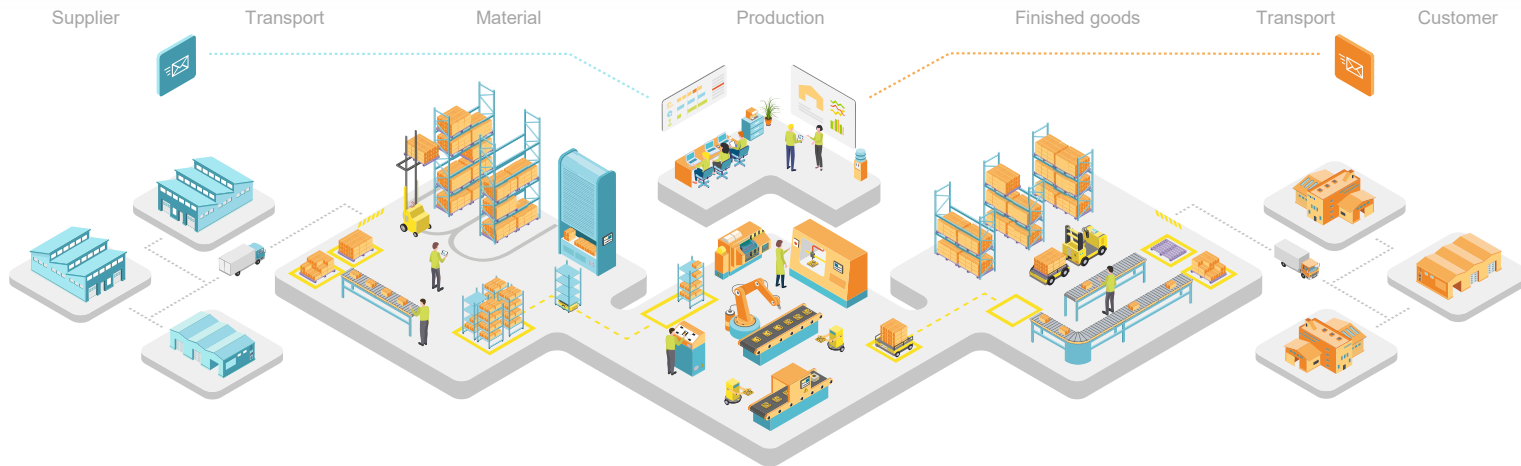 Supplier
Transport
Material
Production
Finished goods
Transport
Customer